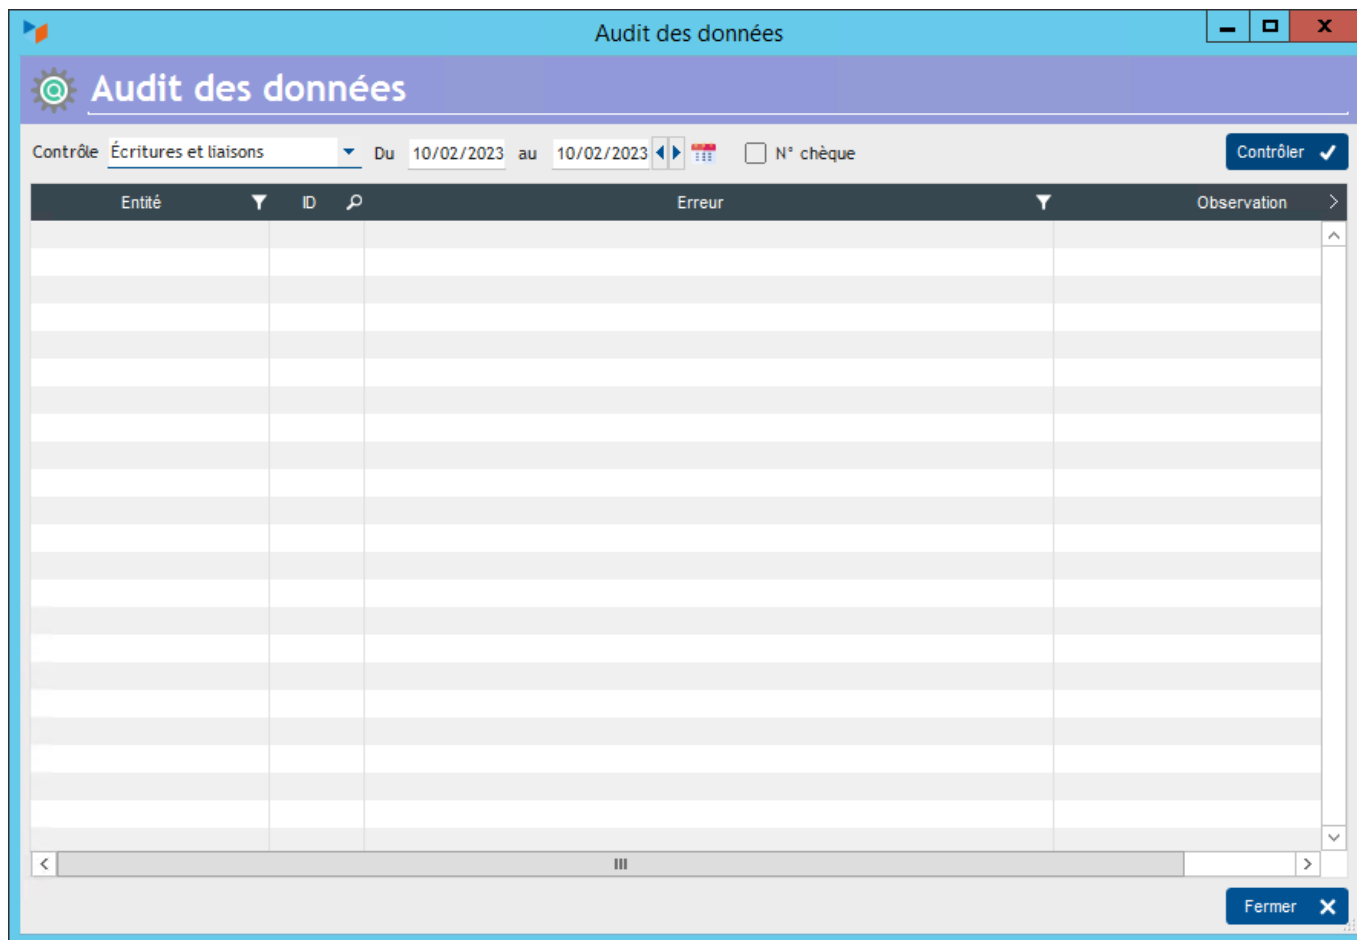 Audit des données
Audit des données
Contrôle Écritures et liaisons Du 10/02/2023 au 10/02/2023 N° chèque Contrôler
Entité ID Erreur Observation
Fermer